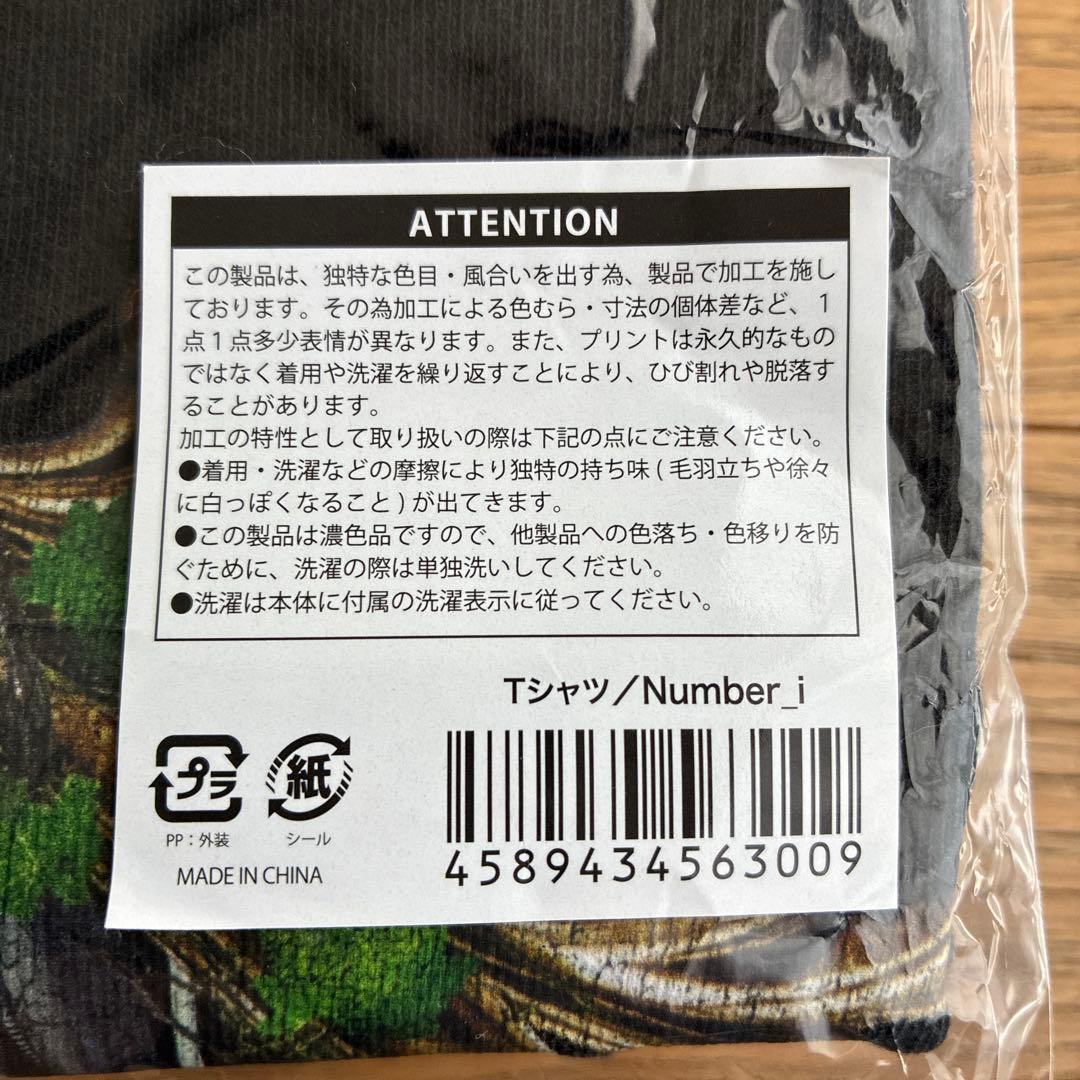 ATTENTION
この製品は、独特な色目・風合いを出す為、製品で加工を施し
ております。その為加工による色むら・寸法の個体差など、1
点1点多少表情が異なります。また、プリントは永久的なもの
ではなく着用や洗濯を繰り返すことにより、ひび割れや脱落す
ることがあります。
加工の特性として取り扱いの際は下記の点にご注意ください。
●着用・洗濯などの摩擦により独特の持ち味(毛羽立ちや徐々
に白っぽくなること)が出てきます。
●この製品は濃色品ですので、他製品への色落ち・色移りを防
ぐために、洗濯の際は単独洗いしてください。
●洗濯は本体に付属の洗濯表示に従ってください。
Tシャツ／Number_i
プラ 紙
PP：外装 シール
MADE IN CHINA
4589434563009